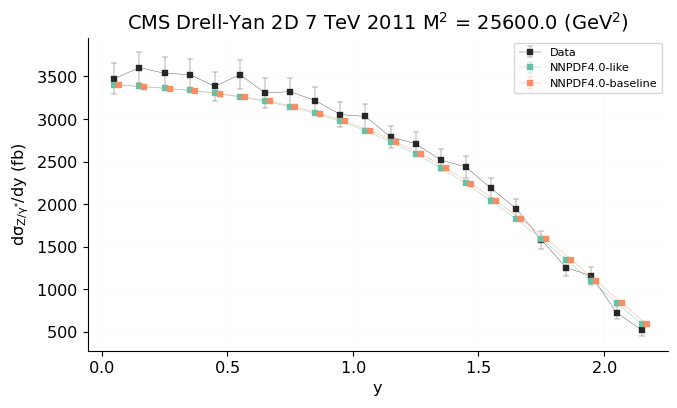 CMS Drell-Yan 2D 7 TeV 2011 M² = 25600.0 (GeV²)
Data
NNPDF4.0-like
NNPDF4.0-baseline
dσ_{Z/γ*}/dy (fb)
3500
3000
2500
2000
1500
1000
500
0.0 0.5 1.0 1.5 2.0
y